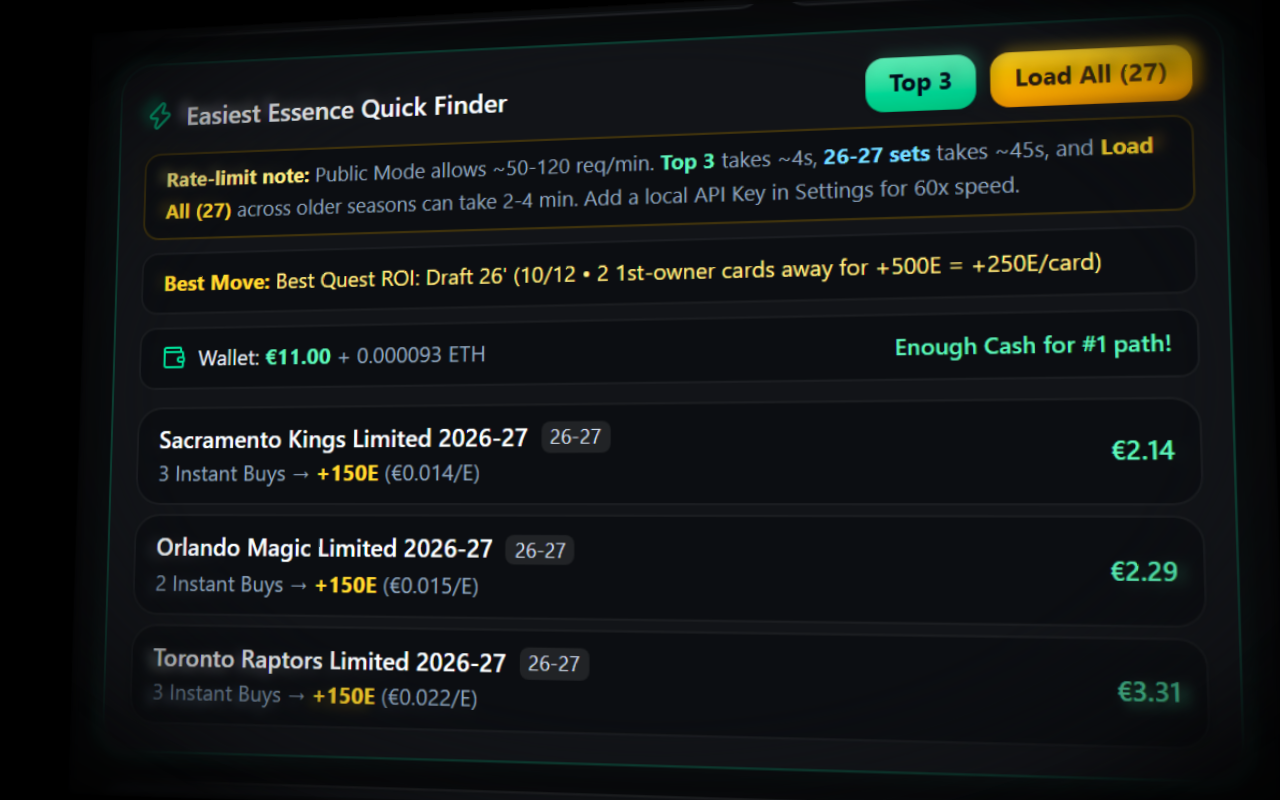 Easiest Essence Quick Finder
Top 3
Load All (27)
Rate-limit note: Public Mode allows ~50-120 req/min. Top 3 takes ~4s, 26-27 sets takes ~45s, and Load
All (27) across older seasons can take 2-4 min. Add a local API Key in Settings for 60x speed.
Best Move: Best Quest ROI: Draft 26' (10/12 • 2 1st-owner cards away for +500E = +250E/card)
Wallet: €11.00 + 0.000093 ETH
Enough Cash for #1 path!
Sacramento Kings Limited 2026-27 26-27
3 Instant Buys → +150E (€0.014/E)
€2.14
Orlando Magic Limited 2026-27 26-27
2 Instant Buys → +150E (€0.015/E)
€2.29
Toronto Raptors Limited 2026-27 26-27
3 Instant Buys → +150E (€0.022/E)
€3.31